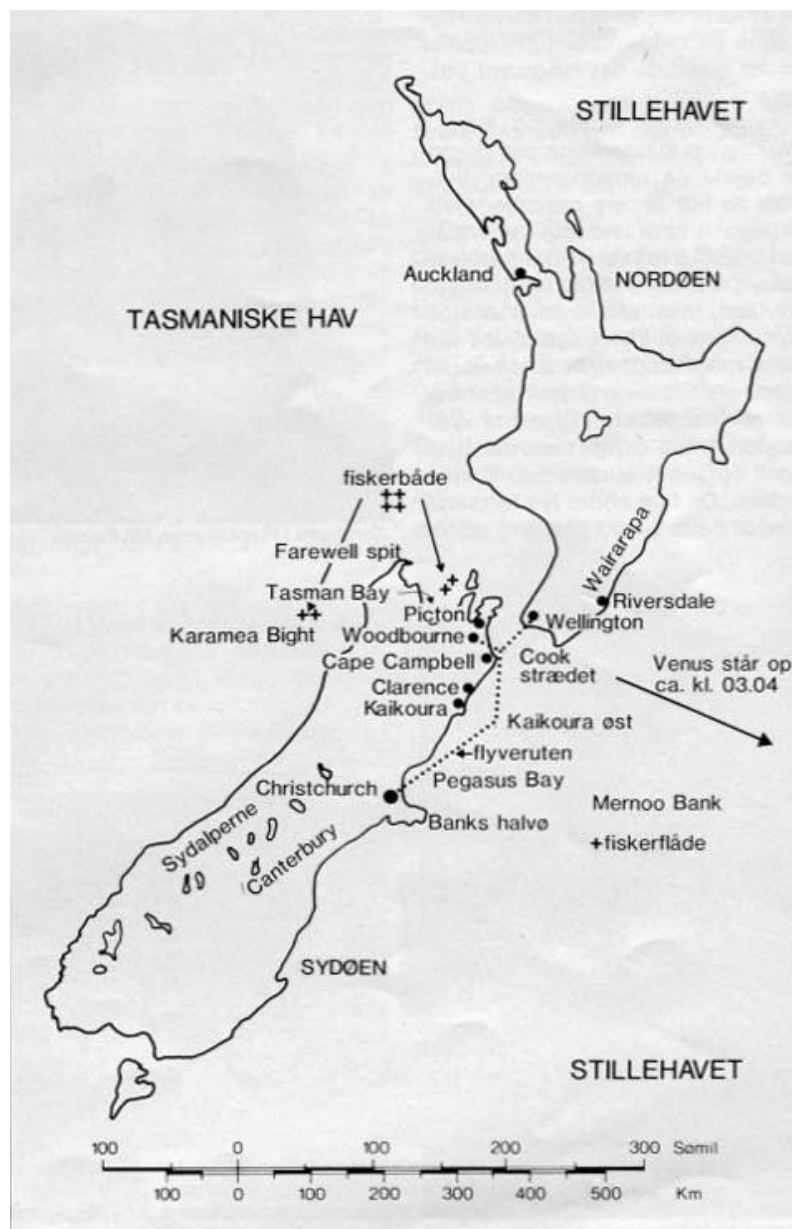 STILLEHAVET
Auckland
NORDØEN
TASMANISKE HAV
fiskerbåde
Farewell spit
Wairarapa
Tasman Bay
Riversdale
Picton
Wellington
Karamea Bight
Woodbourne
Cape Campbell
Cook
strædet
Venus står op
ca. kl. 03.04
Clarence
Kaikoura
Kaikoura øst
flyveruten
Christchurch
Pegasus Bay
Mernoo Bank
Banks halvø
fiskerflåde
Sydalperne
Canterbury
SYDØEN
STILLEHAVET
100 0 100 210 300 Sømil
100 0 100 200 300 400 500 Km